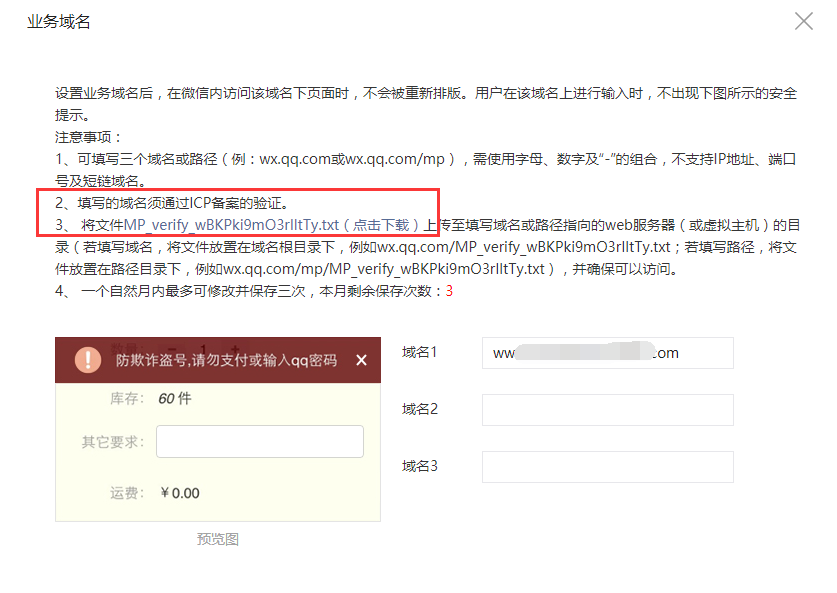 业务域名
设置业务域名后，在微信内访问该域名下页面时，不会被重新排版。用户在该域名上进行输入时，不出现下图所示的安全
提示。
注意事项：
1、可填写三个域名或路径（例：wx.qq.com或wx.qq.com/mp），需使用字母、数字及“-”的组合，不支持IP地址、端口
号及短链域名。
2、填写的域名须通过ICP备案的验证。
3、 将文件MP_verify_wBKPki9mO3rIItTy.txt（点击下载）上传至填写域名或路径指向的web服务器（或虚拟主机）的目
录（若填写域名，将文件放置在域名根目录下，例如wx.qq.com/MP_verify_wBKPki9mO3rIItTy.txt；若填写路径，将文
件放置在路径目录下，例如wx.qq.com/mp/MP_verify_wBKPki9mO3rIItTy.txt），并确保可以访问。
4、 一个自然月内最多可修改并保存三次，本月剩余保存次数：3
防欺诈盗号,请勿支付或输入qq密码
库存： 60 件
其它要求：
运费： ￥0.00
预览图
域名1 ww .com
域名2
域名3